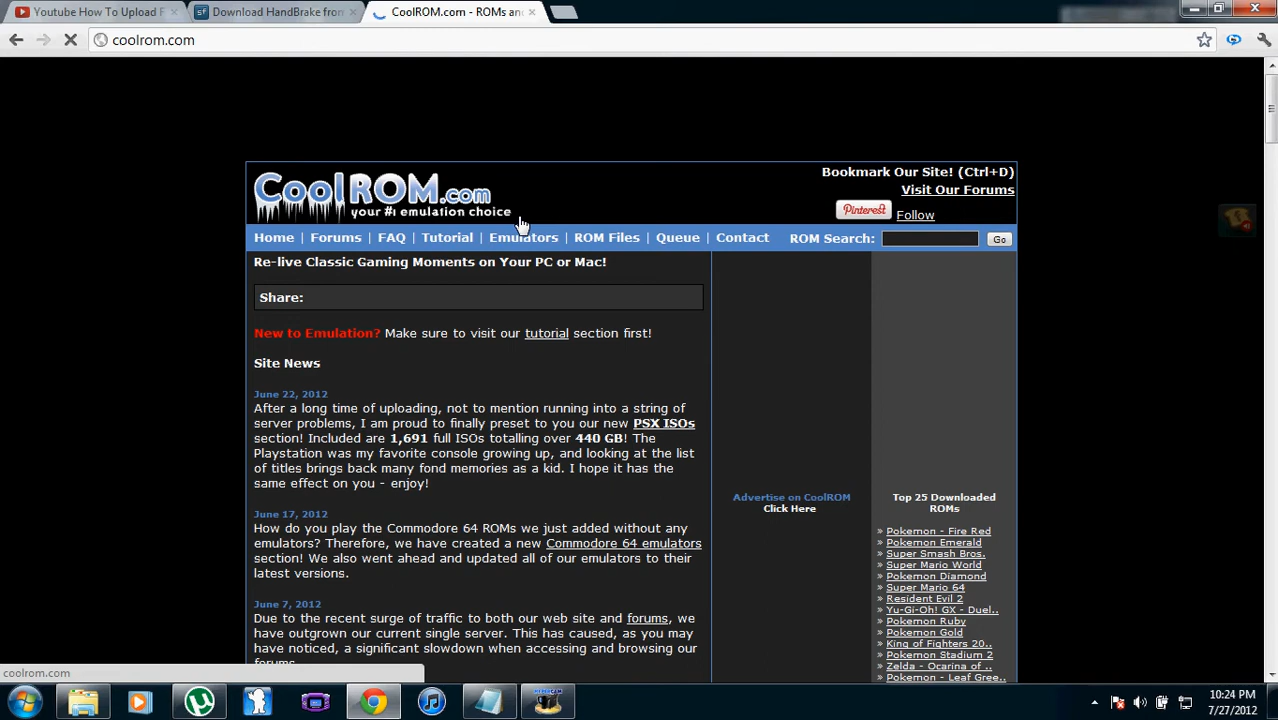 Youtube How To Upload F
Download HandBrake from
CoolROM.com - ROMs an
coolrom.com
CoolROM.com
your #1 emulation choice
Bookmark Our Site! (Ctrl+D)
Visit Our Forums
Pinterest Follow
Home | Forums | FAQ | Tutorial | Emulators | ROM Files | Queue | Contact ROM Search: Go
Re-live Classic Gaming Moments on Your PC or Mac!
Share:
New to Emulation? Make sure to visit our tutorial section first!
Site News
June 22, 2012
After a long time of uploading, not to mention running into a string of
server problems, I am proud to finally preset to you our new PSX ISOs
section! Included are 1,691 full ISOs totalling over 440 GB! The
Playstation was my favorite console growing up, and looking at the list
of titles brings back many fond memories as a kid. I hope it has the
same effect on you - enjoy!
June 17, 2012
How do you play the Commodore 64 ROMs we just added without any
emulators? Therefore, we have created a new Commodore 64 emulators
section! We also went ahead and updated all of our emulators to their
latest versions.
June 7, 2012
Due to the recent surge of traffic to both our web site and forums, we
have outgrown our current single server. This has caused, as you may
have noticed, a significant slowdown when accessing and browsing our
forums.
Advertise on CoolROM
Click Here
Top 25 Downloaded
ROMs
» Pokemon - Fire Red
» Pokemon Emerald
» Super Smash Bros.
» Super Mario World
» Pokemon Diamond
» Super Mario 64
» Resident Evil 2
» Yu-Gi-Oh! GX - Duel..
» Pokemon Ruby
» Pokemon Gold
» King of Fighters 20..
» Pokemon Stadium 2
» Zelda - Ocarina of ..
» Pokemon - Leaf Gree..
coolrom.com
10:24 PM
7/27/2012